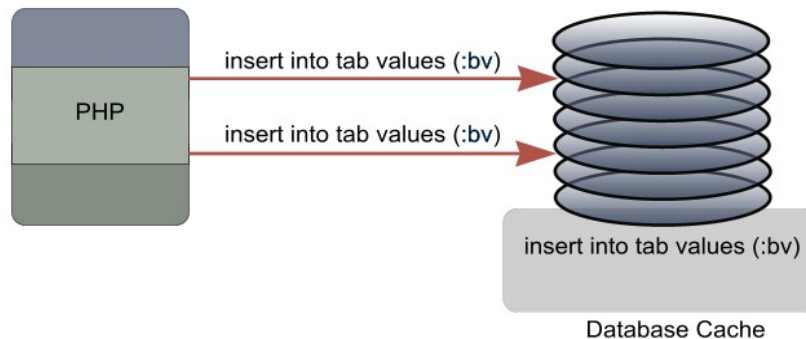 insert into tab values (:bv)
PHP
insert into tab values (:bv)
insert into tab values (:bv)
Database Cache